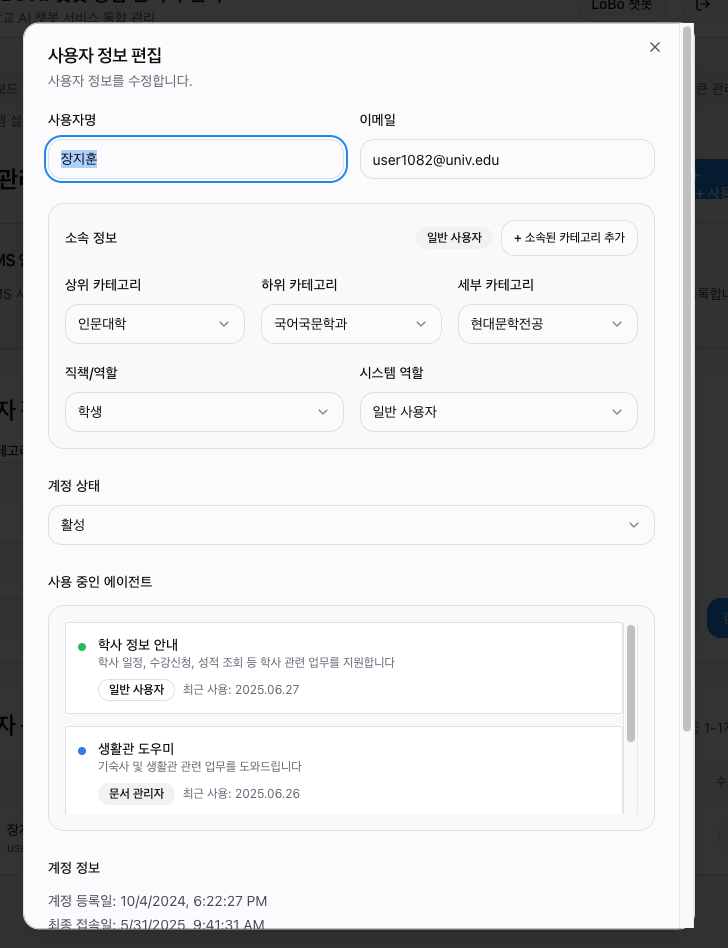 LoBo 챗봇
교 AI 챗봇 서비스 통합 관리
사용자 정보 편집
사용자 정보를 수정합니다.
사용자명
이메일
장지훈
user1082@univ.edu
소속 정보
일반 사용자
+ 소속된 카테고리 추가
상위 카테고리
하위 카테고리
세부 카테고리
인문대학
국어국문학과
현대문학전공
직책/역할
시스템 역할
학생
일반 사용자
계정 상태
활성
사용 중인 에이전트
학사 정보 안내
학사 일정, 수강신청, 성적 조회 등 학사 관련 업무를 지원합니다
일반 사용자
최근 사용: 2025.06.27
생활관 도우미
기숙사 및 생활관 관련 업무를 도와드립니다
문서 관리자
최근 사용: 2025.06.26
계정 정보
계정 등록일: 10/4/2024, 6:22:27 PM
최종 접속일: 5/31/2025, 9:41:31 AM